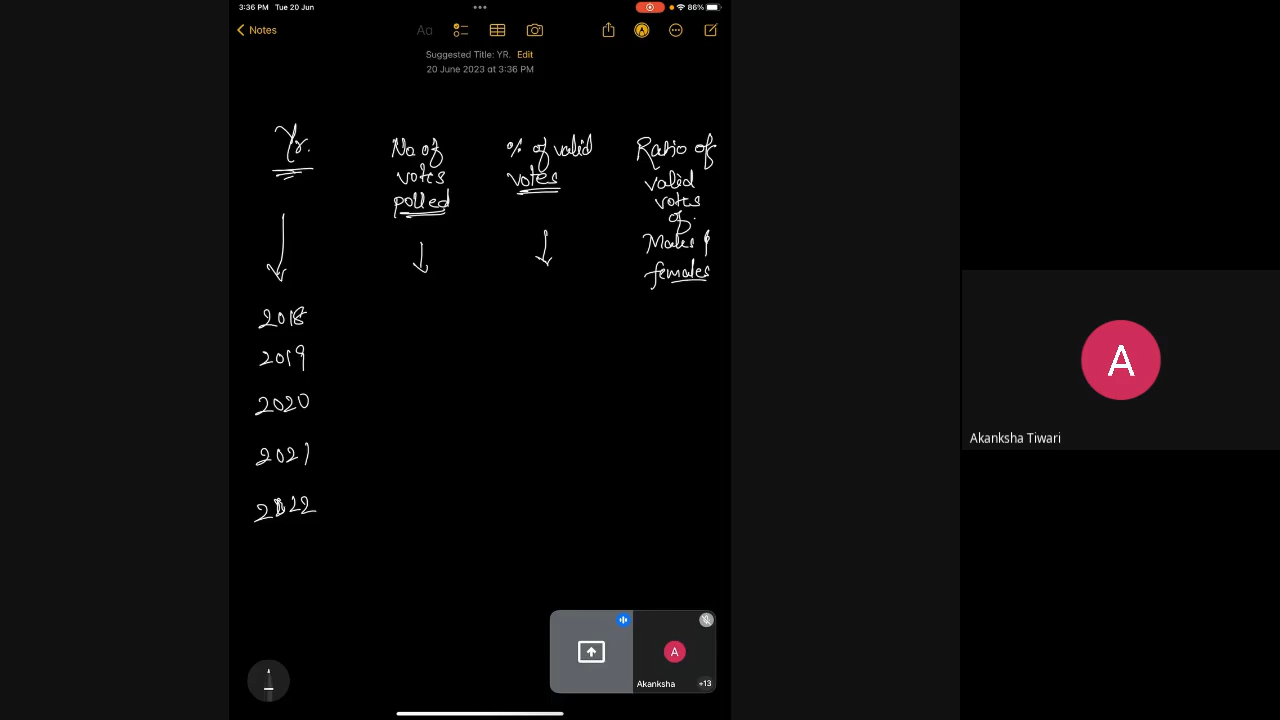 3:36 PM Tue 20 Jun
86%
Notes
Aa
A
Suggested Title: YR. Edit
20 June 2023 at 3:36 PM
Yr.
No of
votes
polled
% of valid
votes
Ratio of
valid
votes
of.
Males &
females
2018
2019
2020
2021
2022
A
Akanksha
+13
A
Akanksha Tiwari